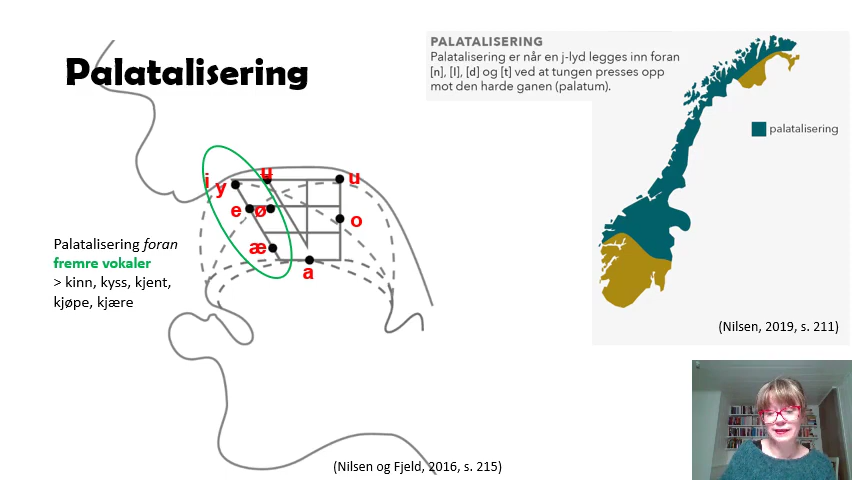 Palatalisering
PALATALISERING
Palatalisering er når en j-lyd legges inn foran
[n], [l], [d] og [t] ved at tungen presses opp
mot den harde ganen (palatum).
palatalisering
i
y
ʉ
u
e
ø
o
æ
a
Palatalisering foran
fremre vokaler
> kinn, kyss, kjent,
kjøpe, kjære
(Nilsen, 2019, s. 211)
(Nilsen og Fjeld, 2016, s. 215)